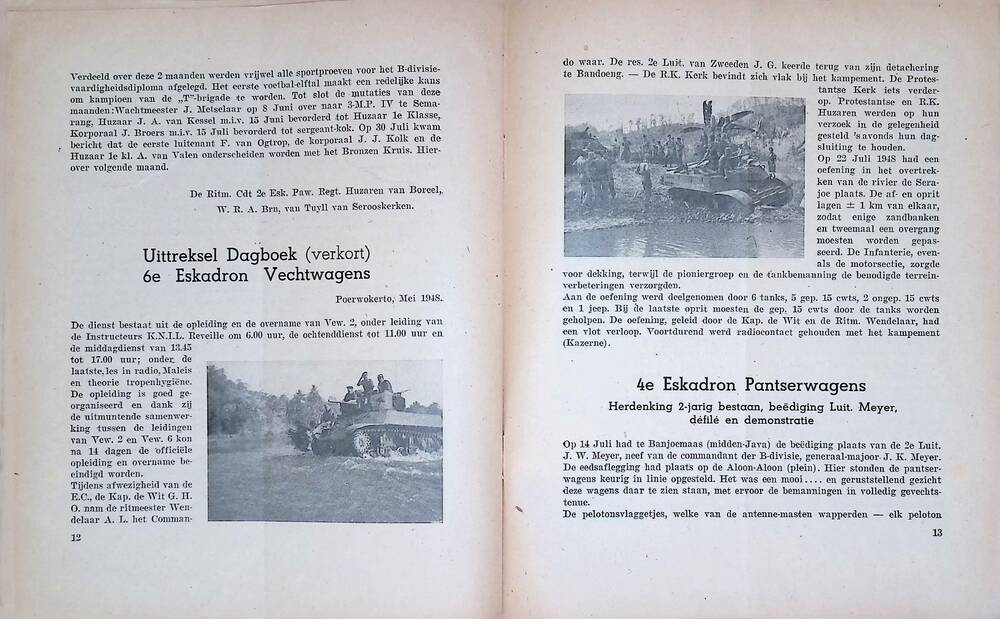 Verdeeld over deze 2 maanden werden vrijwel alle sportproeven voor het B-divisie-
vaardigheidsdiploma afgelegd. Het eerste voetbal-elftal maakt een redelijke kans
om kampioen van de „T"-brigade te worden. Tot slot de mutaties van deze
maanden: Wachtmeester J. Metselaar op 8 Juni over naar 3-M.P. IV te Sema-
rang, Huzaar J. A. van Kessel m.i.v. 15 Juni bevorderd tot Huzaar 1e Klasse,
Korporaal J. Broers m.i.v. 15 Juli bevorderd tot sergeant-kok. Op 30 Juli kwam
bericht dat de eerste luitenant F. van Ogtrop, de korporaal J. J. Kolk en de
Huzaar 1e kl. A. van Valen onderscheiden worden met het Bronzen Kruis. Hier-
over volgende maand.
De Ritm. Cdt 2e Esk. Paw. Regt. Huzaren van Boreel,
W. R. A. Brn, van Tuyll van Serooskerken.
Uittreksel Dagboek (verkort)
6e Eskadron Vechtwagens
Poerwokerto, Mei 1948.
De dienst bestaat uit de opleiding en de overname van Vew. 2, onder leiding van
de Instructeurs K.N.I.L. Reveille om 6.00 uur, de ochtenddienst tot 11.00 uur en
de middagdienst van 13.45
tot 17.00 uur; onder de
laatste, les in radio, Maleis
en theorie tropenhygiëne.
De opleiding is goed ge-
organiseerd en dank zij
de uitmuntende samenwer-
king tussen de leidingen
van Vew. 2 en Vew. 6 kon
na 14 dagen de officiële
opleiding en overname be-
eindigd worden.
Tijdens afwezigheid van de
E.C., de Kap. de Wit G. H.
O. nam de ritmeester Wen-
delaar A. L. het Comman-
12
do waar. De res. 2e Luit. van Zweeden J. G. keerde terug van zijn detachering
te Bandoeng. — De R.K. Kerk bevindt zich vlak bij het kampement. De Protes-
tantse Kerk iets verder-
op. Protestantse en R.K.
Huzaren werden op hun
verzoek in de gelegenheid
gesteld 's avonds hun dag-
sluiting te houden.
Op 22 Juli 1948 had een
oefening in het overtrek-
ken van de rivier de Sera-
joe plaats. De af- en oprit
lagen ± 1 km van elkaar,
zodat enige zandbanken
en tweemaal een overgang
moesten worden gepas-
seerd. De Infanterie, even-
als de motorsectie, zorgde
voor dekking, terwijl de pioniergroep en de tankbemanning de benodigde terrein-
verbeteringen verzorgden.
Aan de oefening werd deelgenomen door 6 tanks, 5 gep. 15 cwts, 2 ongep. 15 cwts
en 1 jeep. Bij de laatste oprit moesten de gep. 15 cwts door de tanks worden
geholpen. De oefening, geleid door de Kap. de Wit en de Ritm. Wendelaar, had
een vlot verloop. Voortdurend werd radiocontact gehouden met het kampement
(Kazerne).
4e Eskadron Pantserwagens
Herdenking 2-jarig bestaan, beëdiging Luit. Meyer,
défilé en demonstratie
Op 14 Juli had te Banjoemaas (midden-Java) de beëdiging plaats van de 2e Luit.
J. W. Meyer, neef van de commandant der B-divisie, generaal-majoor J. K. Meyer.
De eedsaflegging had plaats op de Aloon-Aloon (plein). Hier stonden de pantser-
wagens keurig in linie opgesteld. Het was een mooi.... en geruststellend gezicht
deze wagens daar te zien staan, met ervoor de bemanningen in volledig gevechts-
tenue.
De pelotonsvlaggetjes, welke van de antenne-masten wapperden — elk peloton
13